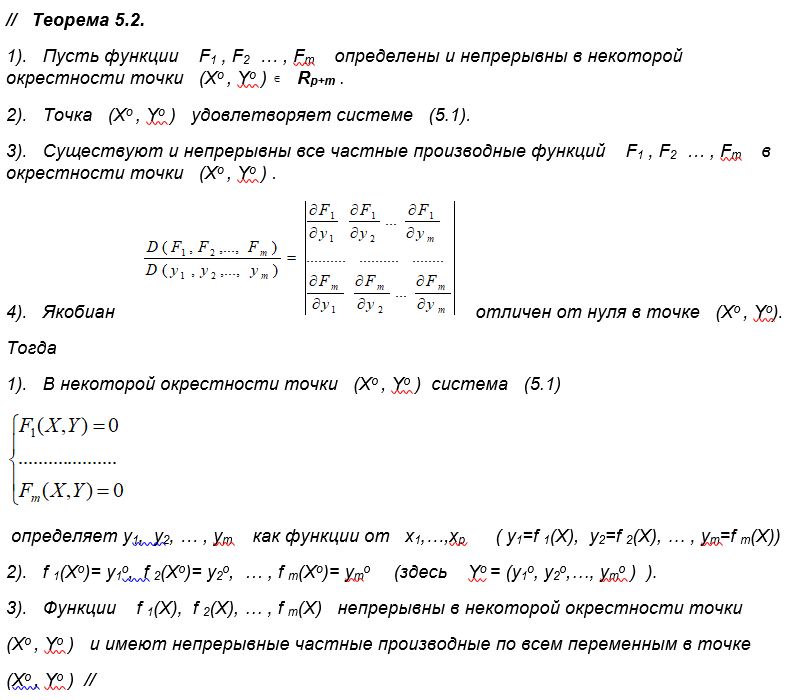 // Теорема 5.2.
1). Пусть функции F₁ , F₂ … , Fₘ определены и непрерывны в некоторой
окрестности точки (Xᵒ , Yᵒ ) ∈ Rₚ₊ₘ .
2). Точка (Xᵒ , Yᵒ ) удовлетворяет системе (5.1).
3). Существуют и непрерывны все частные производные функций F₁ , F₂ … , Fₘ в
окрестности точки (Xᵒ , Yᵒ ) .
4). Якобиан D ( F₁ , F₂ ,..., Fₘ ) / D ( y₁ , y₂ ,..., yₘ ) = | ∂F₁/∂y₁ ∂F₁/∂y₂ ... ∂F₁/∂yₘ .......... .......... ........ ∂Fₘ/∂y₁ ∂Fₘ/∂y₂ ... ∂Fₘ/∂yₘ | отличен от нуля в точке (Xᵒ , Yᵒ).
Тогда
1). В некоторой окрестности точки (Xᵒ , Yᵒ ) система (5.1)
F₁(X,Y) = 0
....................
Fₘ(X,Y) = 0
определяет y₁, y₂, … , yₘ как функции от x₁,…,xₚ ( y₁=f ₁(X), y₂=f ₂(X), … , yₘ=f ₘ(X))
2). f ₁(Xᵒ)= y₁ᵒ, f ₂(Xᵒ)= y₂ᵒ, … , f ₘ(Xᵒ)= yₘᵒ (здесь Yᵒ = (y₁ᵒ, y₂ᵒ,…, yₘᵒ ) ).
3). Функции f ₁(X), f ₂(X), … , f ₘ(X) непрерывны в некоторой окрестности точки
(Xᵒ , Yᵒ ) и имеют непрерывные частные производные по всем переменным в точке
(Xᵒ , Yᵒ ) //